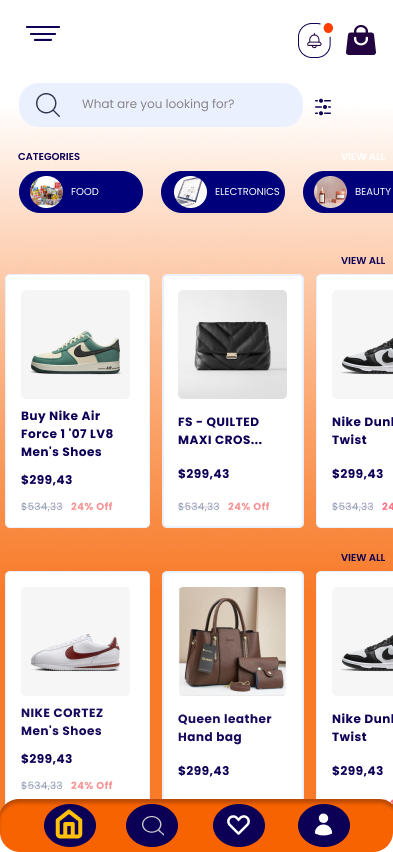 What are you looking for?
CATEGORIES
VIEW ALL
FOOD
ELECTRONICS
BEAUTY
VIEW ALL
Buy Nike Air
Force 1 '07 LV8
Men's Shoes
$299,43
$534,33 24% Off
FS - QUILTED
MAXI CROS...
$299,43
$534,33 24% Off
Nike Dunl
Twist
$299,43
$534,33 24
VIEW ALL
NIKE CORTEZ
Men's Shoes
$299,43
$534,33 24% Off
Queen leather
Hand bag
$299,43
Nike Dunl
Twist
$299,43